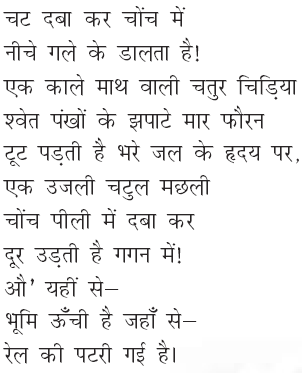 चट दबा कर चोंच में
नीचे गले के डालता है!
एक काले माथ वाली चतुर चिड़िया
श्वेत पंखों के झपाटे मार फौरन
टूट पड़ती है भरे जल के हृदय पर,
एक उजली चटुल मछली
चोंच पीली में दबा कर
दूर उड़ती है गगन में!
औ' यहीं से–
भूमि ऊँची है जहाँ से–
रेल की पटरी गई है।